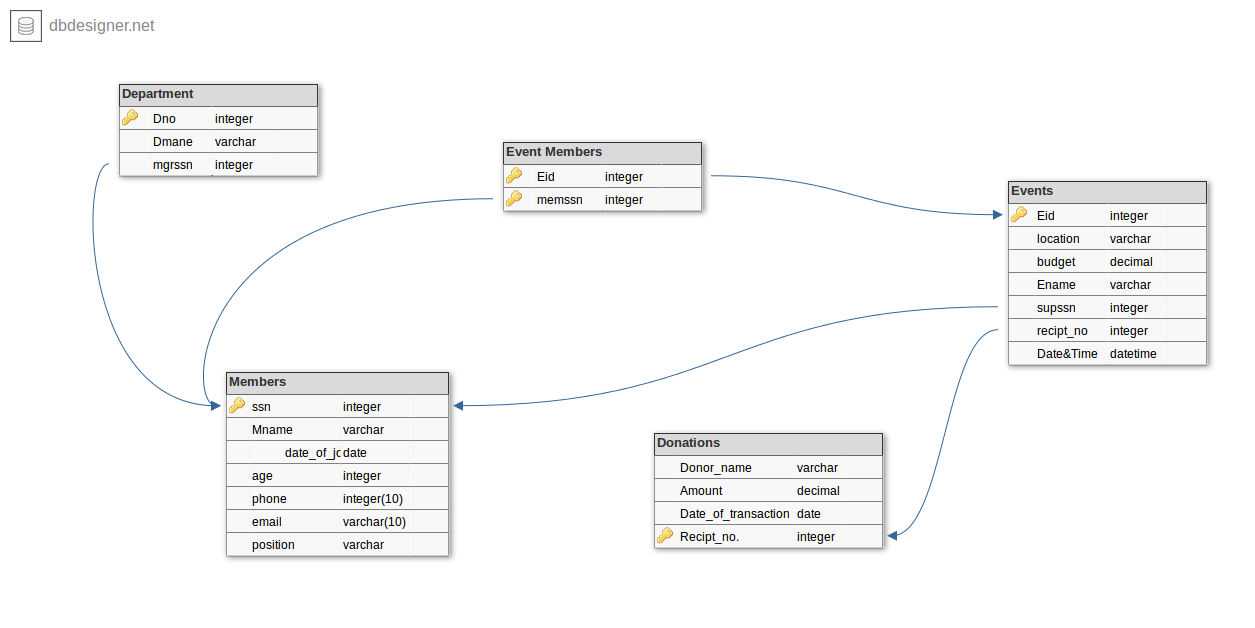 dbdesigner.net
Department
Dno integer
Dmane varchar
mgrssn integer
Event Members
Eid integer
memssn integer
Events
Eid integer
location varchar
budget decimal
Ename varchar
supssn integer
recipt_no integer
Date&Time datetime
Members
ssn integer
Mname varchar
date_of_jc date
age integer
phone integer(10)
email varchar(10)
position varchar
Donations
Donor_name varchar
Amount decimal
Date_of_transaction date
Recipt_no. integer